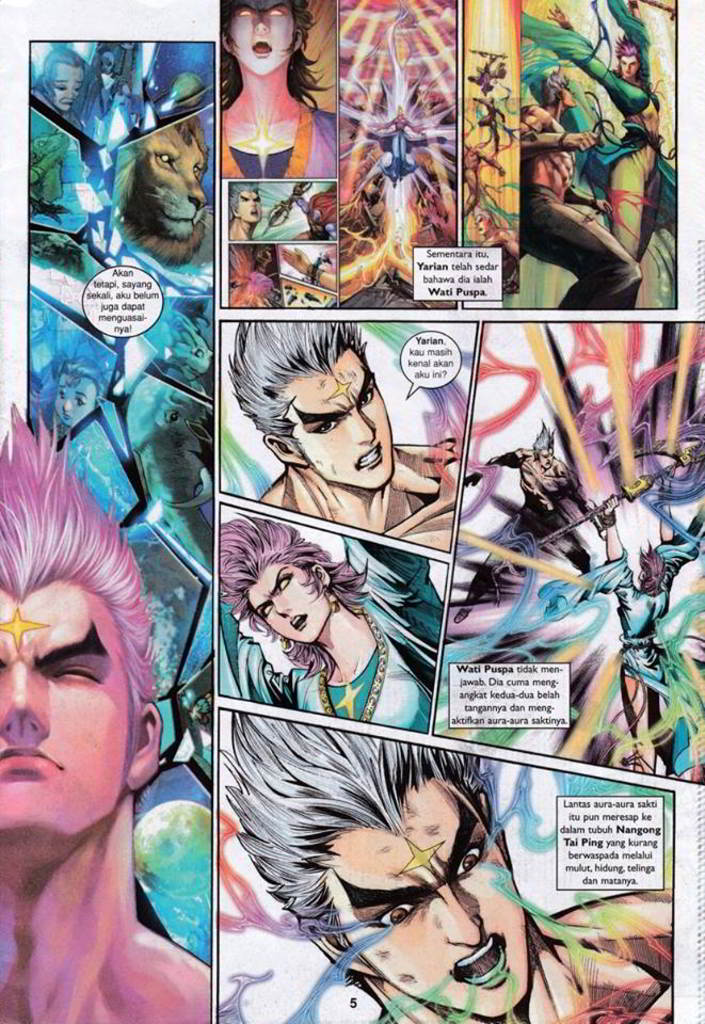 Akan
tetapi, sayang
sekali, aku belum
juga dapat
menguasai-
nya!
Sementara itu,
Yarian telah sedar
bahawa dia ialah
Wati Puspa.
Yarian,
kau masih
kenal akan
aku ini?
Wati Puspa tidak men-
jawab. Dia cuma meng-
angkat kedua-dua belah
tangannya dan meng-
aktifkan aura-aura saktinya.
Lantas aura-aura sakti
itu pun meresap ke
dalam tubuh Nangong
Tai Ping yang kurang
berwaspada melalui
mulut, hidung, telinga
dan matanya.
5